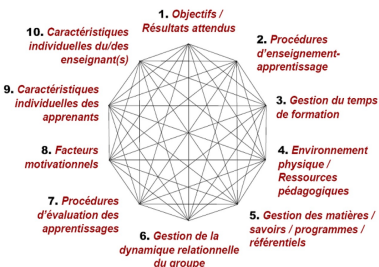 1. Objectifs /
Résultats attendus
2. Procédures
d'enseignement-
apprentissage
3. Gestion du temps
de formation
4. Environnement
physique /
Ressources
pédagogiques
5. Gestion des matières /
savoirs / programmes /
référentiels
6. Gestion de la
dynamique relationnelle
du groupe
7. Procédures
d'évaluation des
apprentissages
8. Facteurs
motivationnels
9. Caractéristiques
individuelles des
apprenants
10. Caractéristiques
individuelles du/des
enseignant(s)